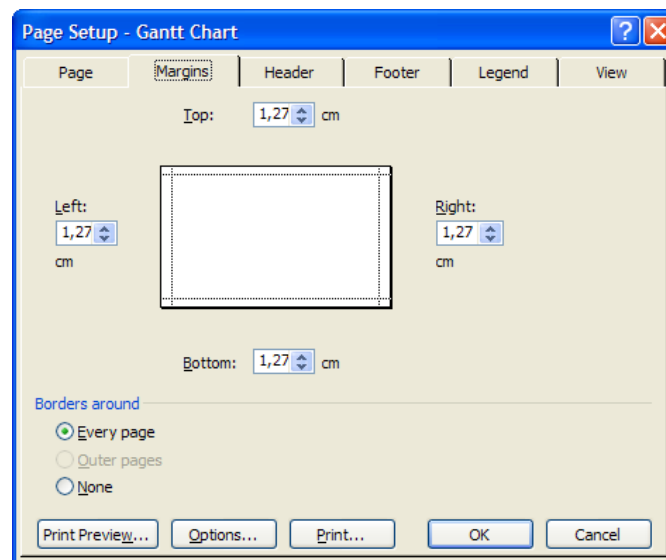 Page Setup - Gantt Chart
Page Margins Header Footer Legend View
Top: 1,27 cm
Left:
1,27
cm
Right:
1,27
cm
Bottom: 1,27 cm
Borders around
Every page
Outer pages
None
Print Preview... Options... Print... OK Cancel